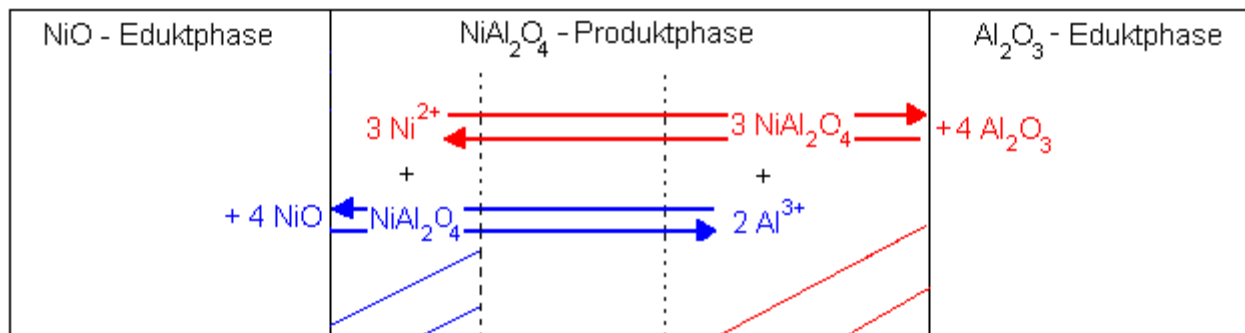 NiO - Eduktphase NiAl₂O₄ - Produktphase Al₂O₃ - Eduktphase
3 Ni²⁺ 3 NiAl₂O₄ + 4 Al₂O₃
+ +
+ 4 NiO NiAl₂O₄ 2 Al³⁺